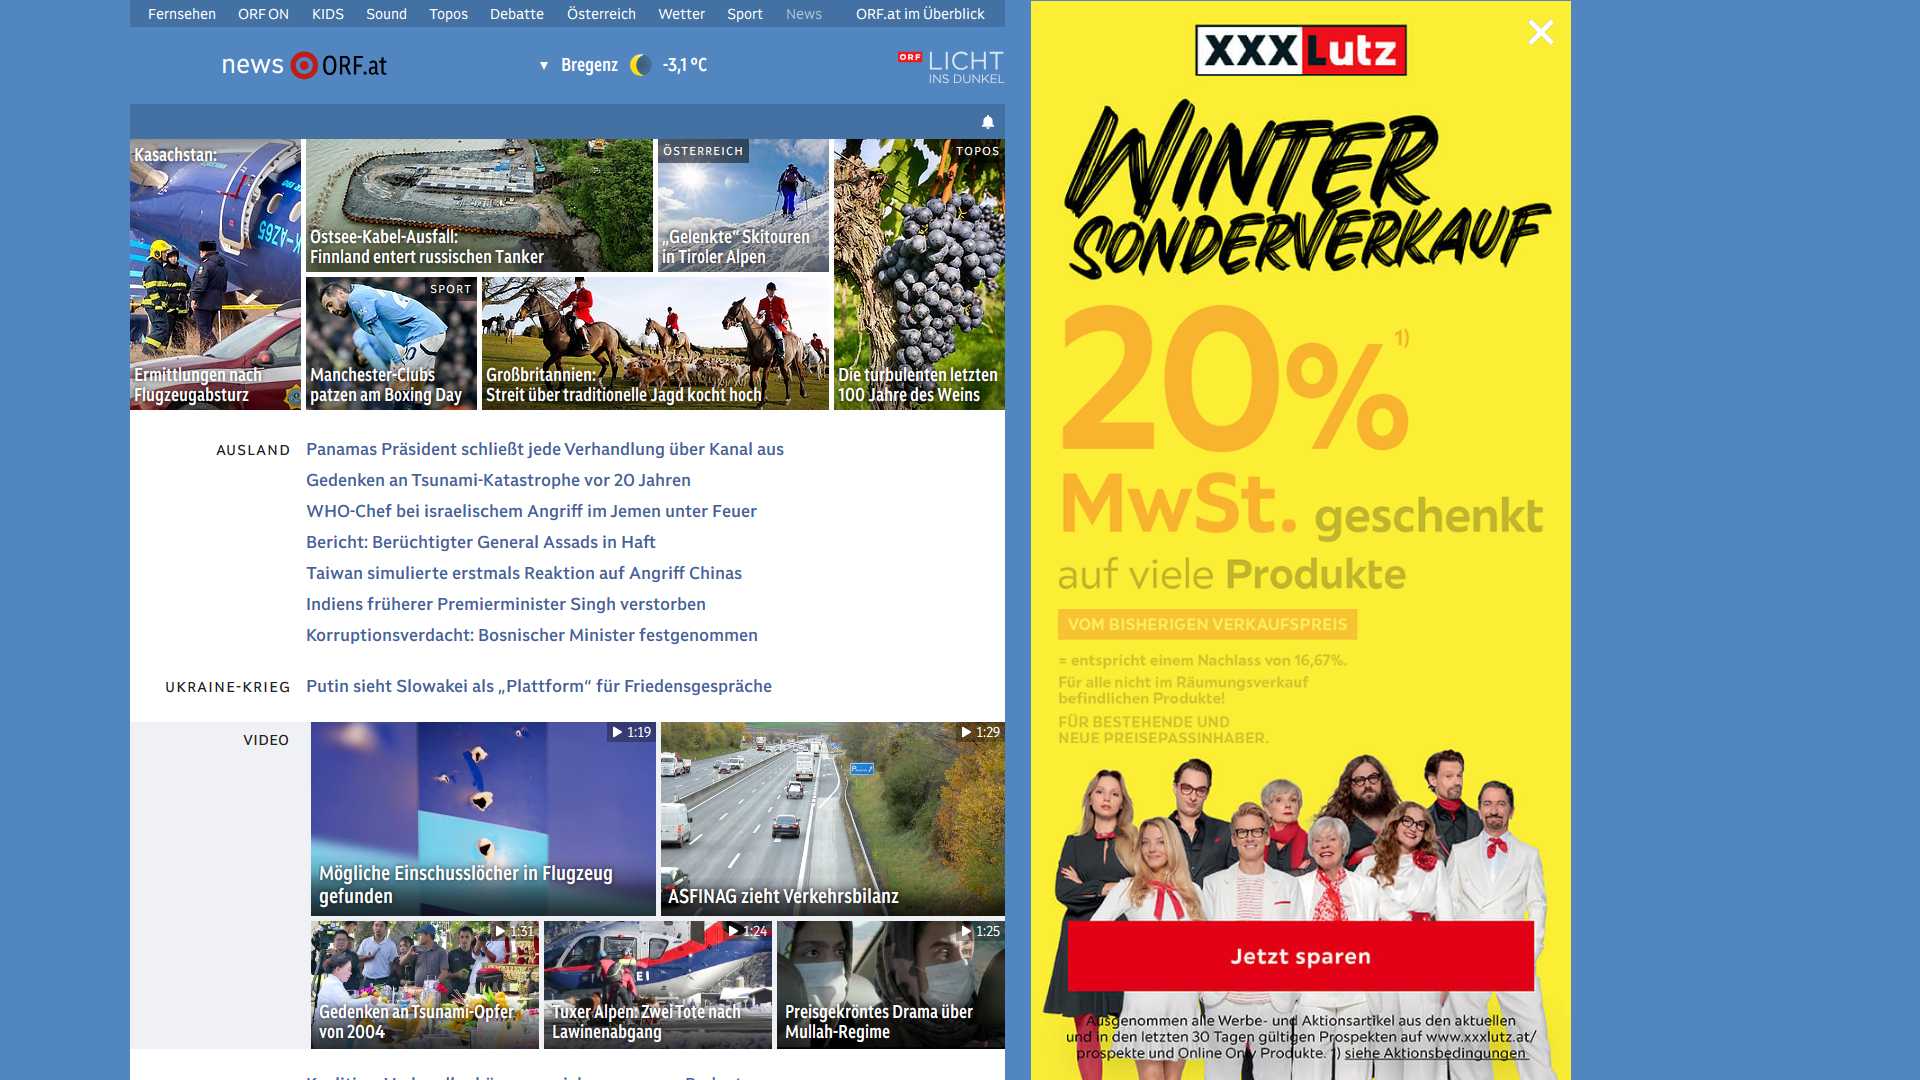 Fernsehen ORF ON KIDS Sound Topos Debatte Österreich Wetter Sport News ORF.at im Überblick
news ORF.at
▼ Bregenz -3,1 °C
ORF LICHT
INS DUNKEL
Kasachstan:
Ermittlungen nach
Flugzeugabsturz
Ostsee-Kabel-Ausfall:
Finnland entert russischen Tanker
ÖSTERREICH
„Gelenkte“ Skitouren
in Tiroler Alpen
TOPOS
Die turbulenten letzten
100 Jahre des Weins
SPORT
Manchester-Clubs
patzen am Boxing Day
Großbritannien:
Streit über traditionelle Jagd kocht hoch
AUSLAND
Panamas Präsident schließt jede Verhandlung über Kanal aus
Gedenken an Tsunami-Katastrophe vor 20 Jahren
WHO-Chef bei israelischem Angriff im Jemen unter Feuer
Bericht: Berüchtigter General Assads in Haft
Taiwan simulierte erstmals Reaktion auf Angriff Chinas
Indiens früherer Premierminister Singh verstorben
Korruptionsverdacht: Bosnischer Minister festgenommen
UKRAINE-KRIEG
Putin sieht Slowakei als „Plattform“ für Friedensgespräche
VIDEO
1:19
Mögliche Einschusslöcher in Flugzeug
gefunden
1:29
ASFINAG zieht Verkehrsbilanz
1:31
Gedenken an Tsunami-Opfer
von 2004
1:24
Tuxer Alpen: Zwei Tote nach
Lawinenabgang
1:25
Preisgekröntes Drama über
Mullah-Regime
XXXLutz
WINTER
SONDERVERKAUF
20% 1)
MwSt. geschenkt
auf viele Produkte
VOM BISHERIGEN VERKAUFSPREIS
= entspricht einem Nachlass von 16,67%.
Für alle nicht im Räumungsverkauf
befindlichen Produkte!
FÜR BESTEHENDE UND
NEUE PREISPASSINHABER.
Jetzt sparen
Ausgenommen alle Werbe- und Aktionsartikel aus den aktuellen
und in den letzten 30 Tagen gültigen Prospekten auf www.xxxlutz.at/
prospekte und Online Only Produkte. 1) siehe Aktionsbedingungen